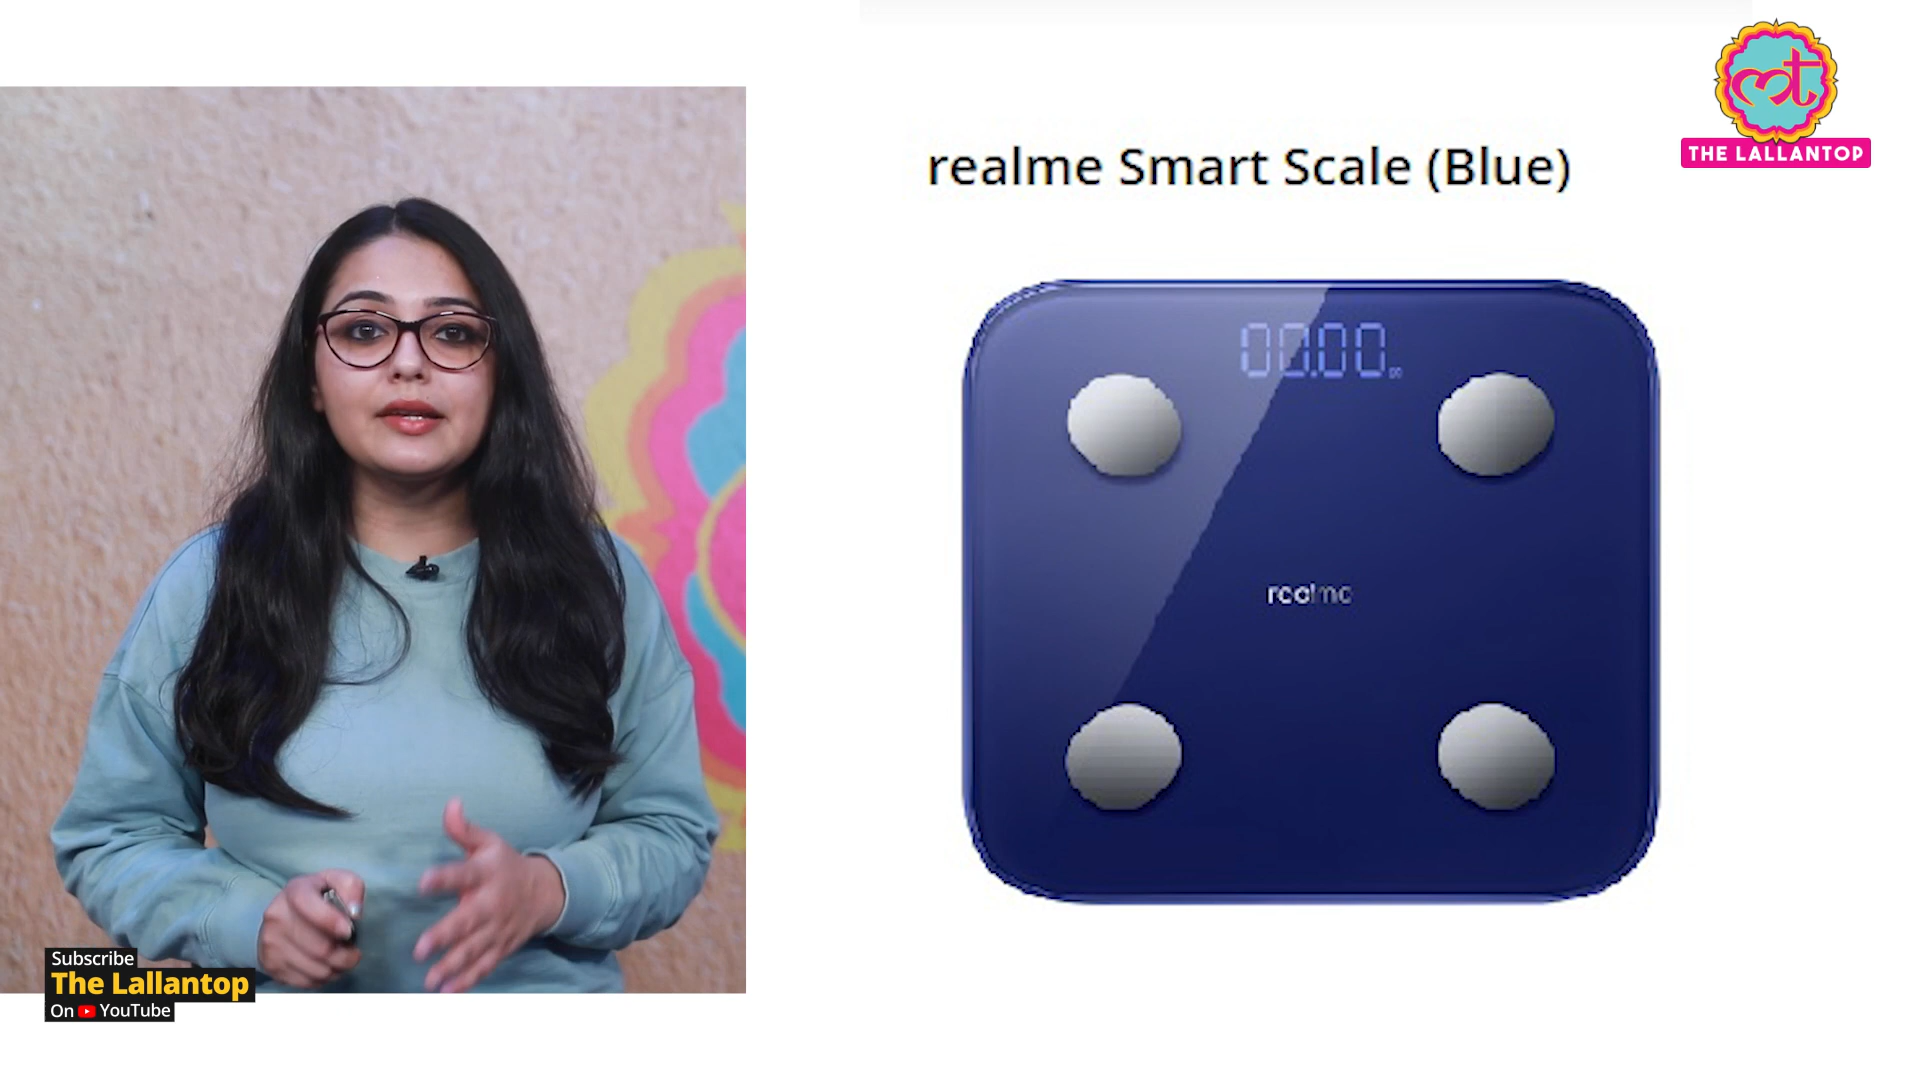 THE LALLANTOP
realme Smart Scale (Blue)
00.00
realme
Subscribe
The Lallantop
On YouTube